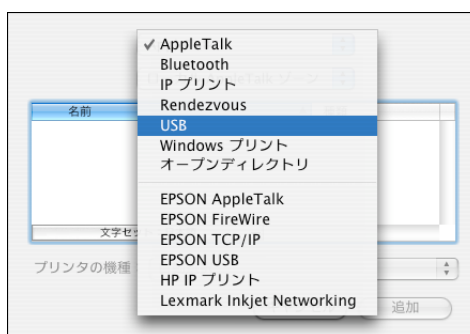 AppleTalk
Bluetooth
IP プリント
Rendezvous
USB
Windows プリント
オープンディレクトリ
EPSON AppleTalk
EPSON FireWire
EPSON TCP/IP
EPSON USB
HP IP プリント
Lexmark Inkjet Networking
名前
文字セッ
プリンタの機種
追加